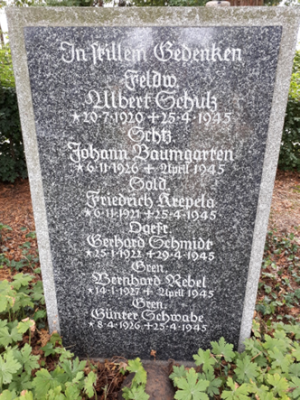 In stillem Gedenken
Feldw.
Albert Schulz
*20·7·1920 +25·4·1945
Schtz.
Johann Baumgarten
*6·11·1926 + April 1945
Sold.
Friedrich Krepela
*6·11·1921 +25·4·1945
Ogefr.
Gerhard Schmidt
*25·1·1922 +29·4·1945
Gren.
Bernhard Rebel
*14·1·1927 + April 1945
Gren.
Günter Schwabe
*8·4·1926 +25·4·1945